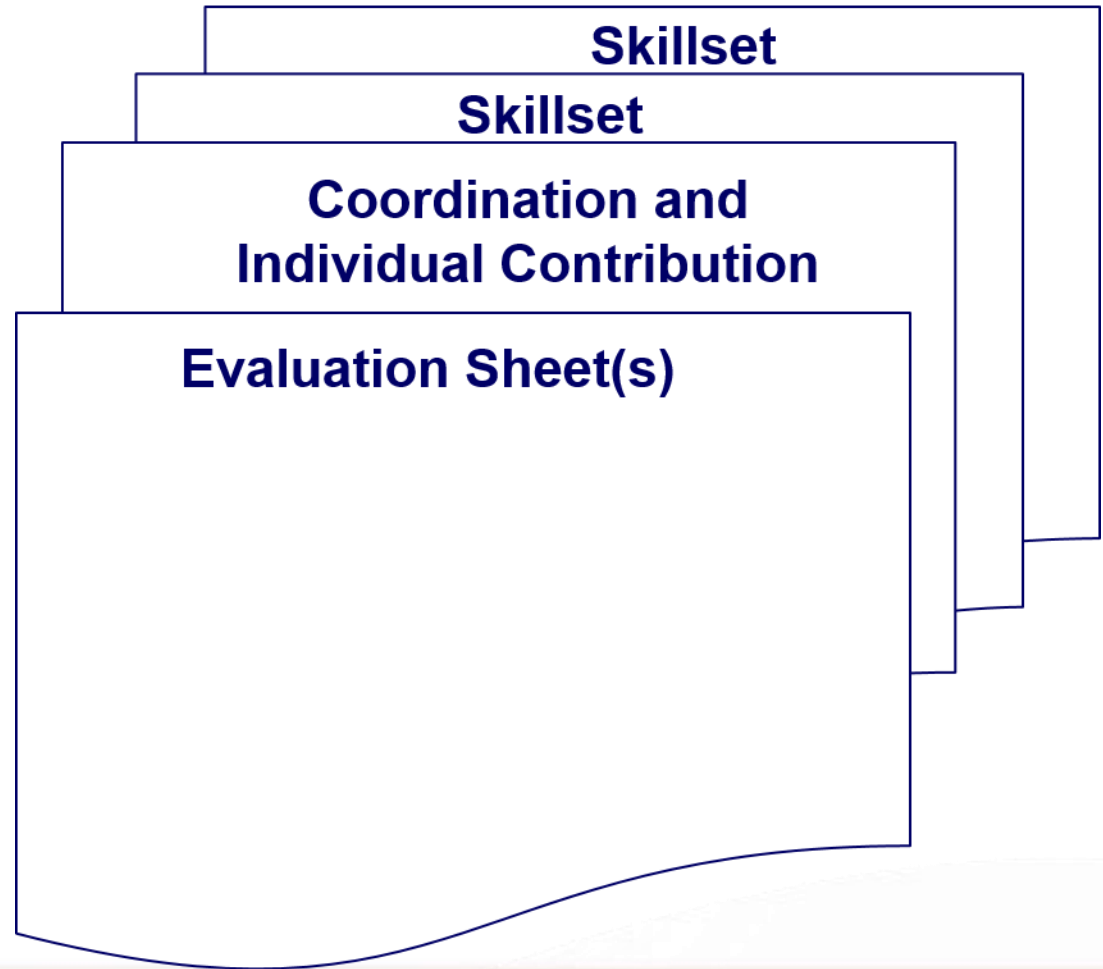 Skillset
Skillset
Coordination and
Individual Contribution
Evaluation Sheet(s)